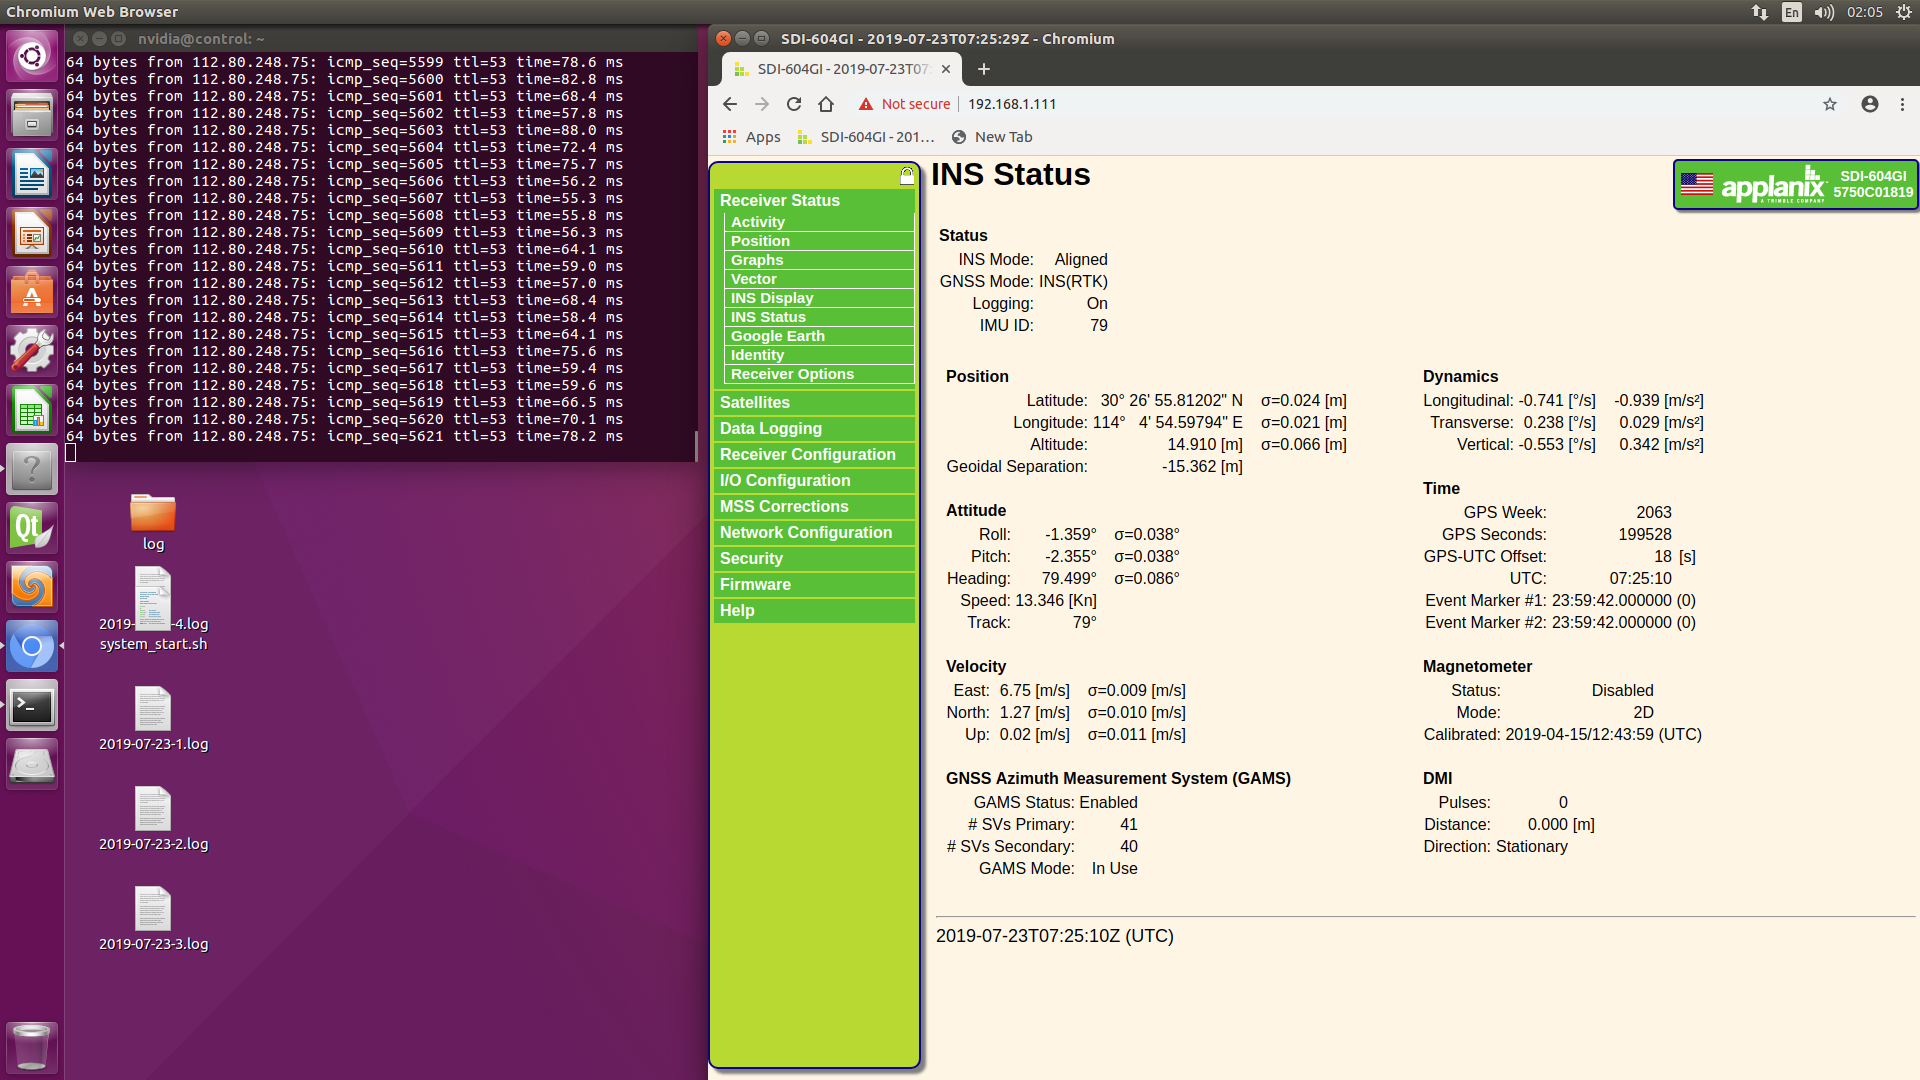 Chromium Web Browser
En
02:05
nvidia@control: ~
64 bytes from 112.80.248.75: icmp_seq=5599 ttl=53 time=78.6 ms
64 bytes from 112.80.248.75: icmp_seq=5600 ttl=53 time=82.8 ms
64 bytes from 112.80.248.75: icmp_seq=5601 ttl=53 time=68.4 ms
64 bytes from 112.80.248.75: icmp_seq=5602 ttl=53 time=57.8 ms
64 bytes from 112.80.248.75: icmp_seq=5603 ttl=53 time=88.0 ms
64 bytes from 112.80.248.75: icmp_seq=5604 ttl=53 time=72.4 ms
64 bytes from 112.80.248.75: icmp_seq=5605 ttl=53 time=75.7 ms
64 bytes from 112.80.248.75: icmp_seq=5606 ttl=53 time=56.2 ms
64 bytes from 112.80.248.75: icmp_seq=5607 ttl=53 time=55.3 ms
64 bytes from 112.80.248.75: icmp_seq=5608 ttl=53 time=55.8 ms
64 bytes from 112.80.248.75: icmp_seq=5609 ttl=53 time=56.3 ms
64 bytes from 112.80.248.75: icmp_seq=5610 ttl=53 time=64.1 ms
64 bytes from 112.80.248.75: icmp_seq=5611 ttl=53 time=59.0 ms
64 bytes from 112.80.248.75: icmp_seq=5612 ttl=53 time=57.0 ms
64 bytes from 112.80.248.75: icmp_seq=5613 ttl=53 time=68.4 ms
64 bytes from 112.80.248.75: icmp_seq=5614 ttl=53 time=58.4 ms
64 bytes from 112.80.248.75: icmp_seq=5615 ttl=53 time=64.1 ms
64 bytes from 112.80.248.75: icmp_seq=5616 ttl=53 time=75.6 ms
64 bytes from 112.80.248.75: icmp_seq=5617 ttl=53 time=59.4 ms
64 bytes from 112.80.248.75: icmp_seq=5618 ttl=53 time=59.6 ms
64 bytes from 112.80.248.75: icmp_seq=5619 ttl=53 time=66.5 ms
64 bytes from 112.80.248.75: icmp_seq=5620 ttl=53 time=70.1 ms
64 bytes from 112.80.248.75: icmp_seq=5621 ttl=53 time=78.2 ms
log
2019- -4.log
system_start.sh
2019-07-23-1.log
2019-07-23-2.log
2019-07-23-3.log
Qt
SDI-604GI - 2019-07-23T07:25:29Z - Chromium
SDI-604GI - 2019-07-23T07:
Not secure 192.168.1.111
Apps SDI-604GI - 201... New Tab
Receiver Status
Activity
Position
Graphs
Vector
INS Display
INS Status
Google Earth
Identity
Receiver Options
Satellites
Data Logging
Receiver Configuration
I/O Configuration
MSS Corrections
Network Configuration
Security
Firmware
Help
INS Status
applanix
A TRIMBLE COMPANY
SDI-604GI
5750C01819
Status
INS Mode: Aligned
GNSS Mode: INS(RTK)
Logging: On
IMU ID: 79
Position
Latitude: 30° 26' 55.81202" N σ=0.024 [m]
Longitude: 114° 4' 54.59794" E σ=0.021 [m]
Altitude: 14.910 [m] σ=0.066 [m]
Geoidal Separation: -15.362 [m]
Attitude
Roll: -1.359° σ=0.038°
Pitch: -2.355° σ=0.038°
Heading: 79.499° σ=0.086°
Speed: 13.346 [Kn]
Track: 79°
Velocity
East: 6.75 [m/s] σ=0.009 [m/s]
North: 1.27 [m/s] σ=0.010 [m/s]
Up: 0.02 [m/s] σ=0.011 [m/s]
GNSS Azimuth Measurement System (GAMS)
GAMS Status: Enabled
# SVs Primary: 41
# SVs Secondary: 40
GAMS Mode: In Use
Dynamics
Longitudinal: -0.741 [°/s] -0.939 [m/s²]
Transverse: 0.238 [°/s] 0.029 [m/s²]
Vertical: -0.553 [°/s] 0.342 [m/s²]
Time
GPS Week: 2063
GPS Seconds: 199528
GPS-UTC Offset: 18 [s]
UTC: 07:25:10
Event Marker #1: 23:59:42.000000 (0)
Event Marker #2: 23:59:42.000000 (0)
Magnetometer
Status: Disabled
Mode: 2D
Calibrated: 2019-04-15/12:43:59 (UTC)
DMI
Pulses: 0
Distance: 0.000 [m]
Direction: Stationary
2019-07-23T07:25:10Z (UTC)